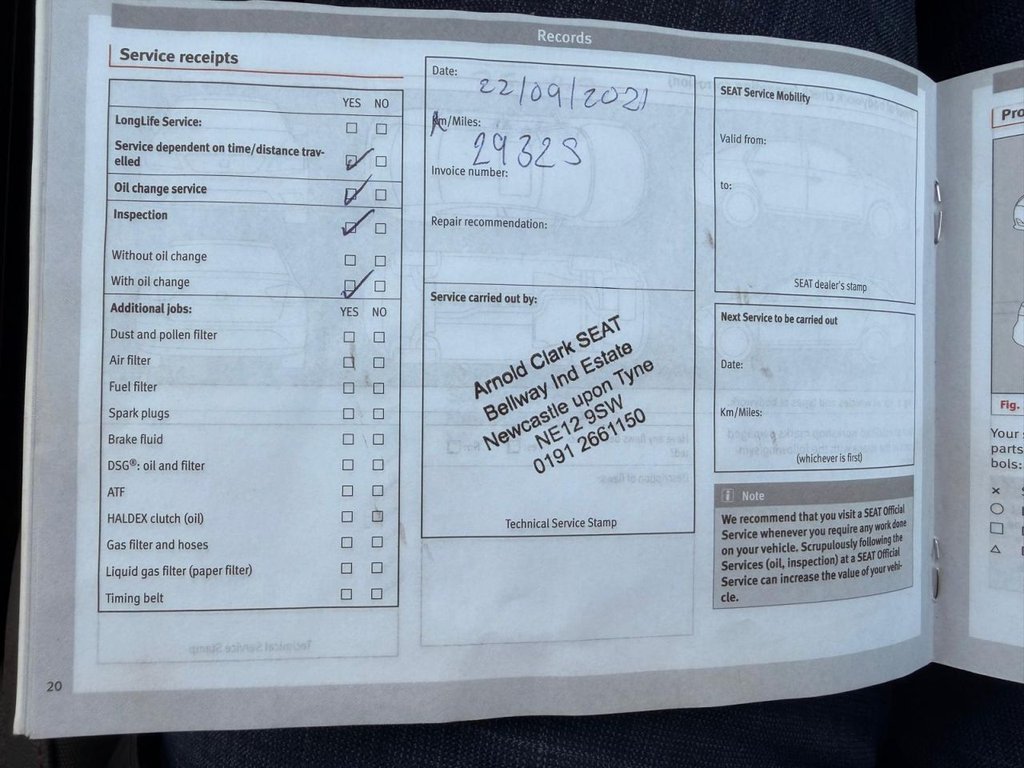 Records
Service receipts
YES NO
LongLife Service:
Service dependent on time/distance trav-
elled
Oil change service
Inspection
Without oil change
With oil change
Additional jobs: YES NO
Dust and pollen filter
Air filter
Fuel filter
Spark plugs
Brake fluid
DSG®: oil and filter
ATF
HALDEX clutch (oil)
Gas filter and hoses
Liquid gas filter (paper filter)
Timing belt
Date:
22/09/2021
Km/Miles:
29325
Invoice number:
Repair recommendation:
Service carried out by:
Arnold Clark SEAT
Bellway Ind Estate
Newcastle upon Tyne
NE12 9SW
0191 2661150
Technical Service Stamp
SEAT Service Mobility
Valid from:
to:
SEAT dealer's stamp
Next Service to be carried out
Date:
Km/Miles:
(whichever is first)
i Note
We recommend that you visit a SEAT Official
Service whenever you require any work done
on your vehicle. Scrupulously following the
Services (oil, inspection) at a SEAT Official
Service can increase the value of your vehi-
cle.
20
Pro
Fig.
Your
parts
bols: